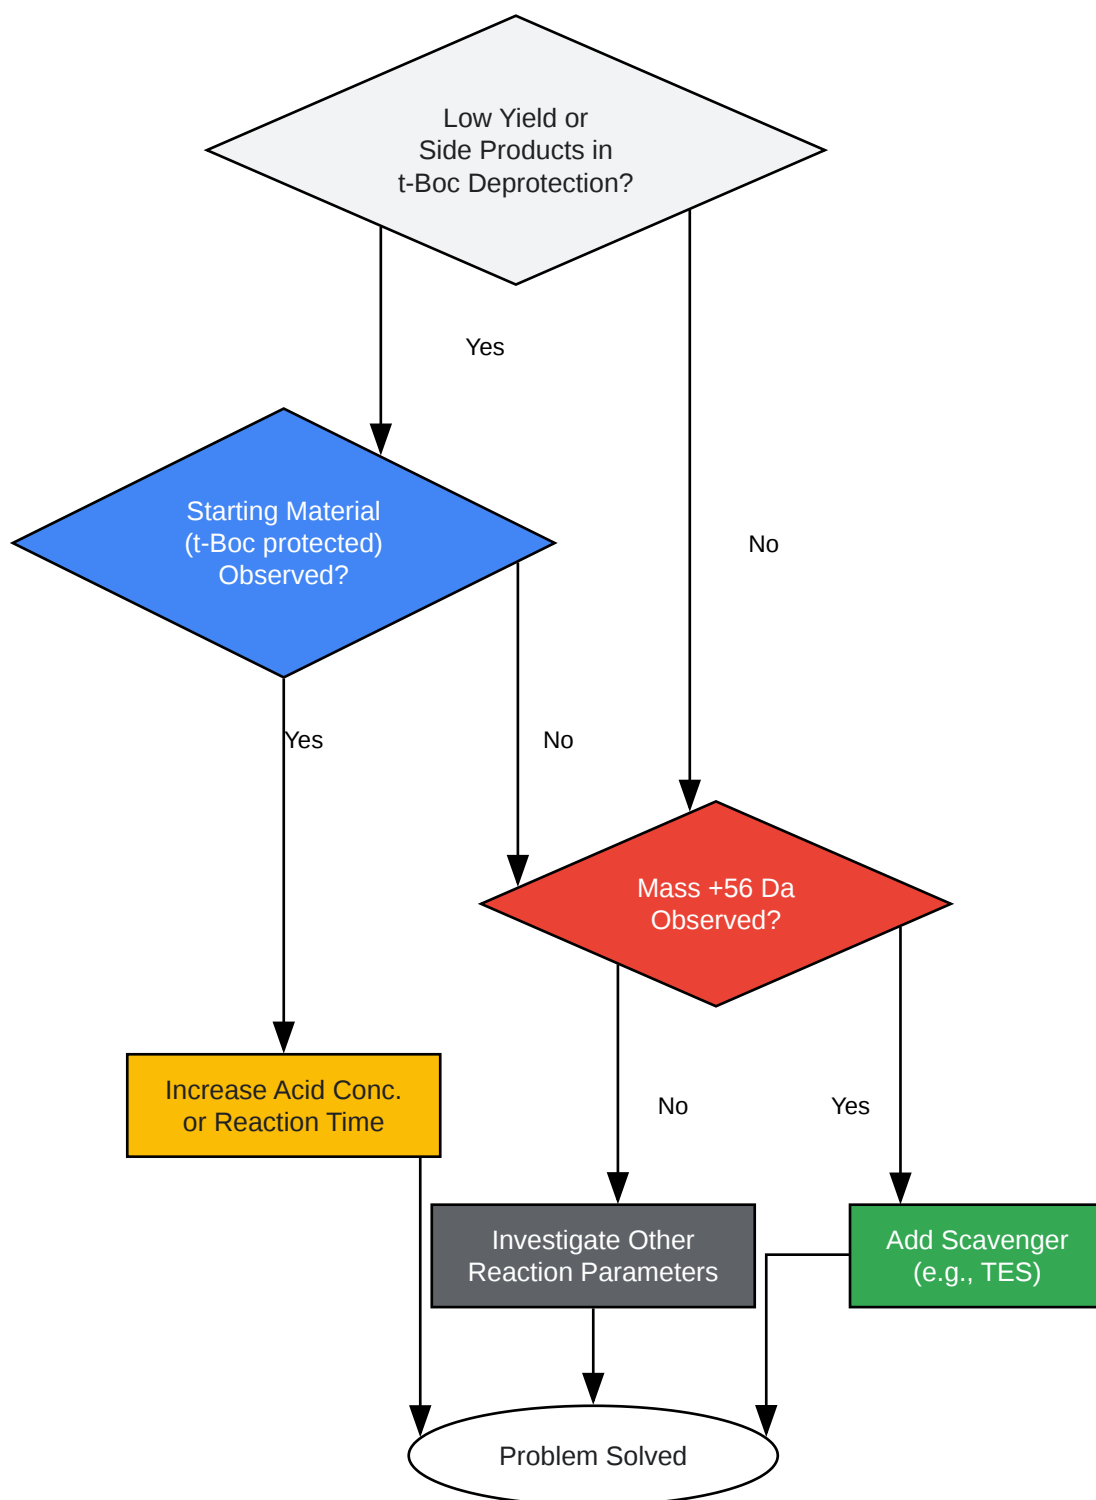 Low Yield or
Side Products in
t-Boc Deprotection?
Yes
Starting Material
(t-Boc protected)
Observed?
No
Yes
No
Mass +56 Da
Observed?
Increase Acid Conc.
or Reaction Time
No
Yes
Investigate Other
Reaction Parameters
Add Scavenger
(e.g., TES)
Problem Solved